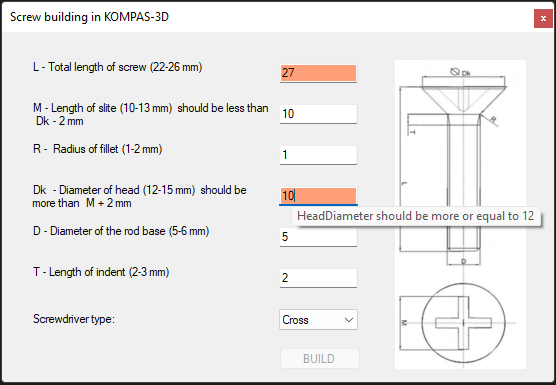 Screw building in KOMPAS-3D
x
L - Total length of screw (22-26 mm)
27
M - Length of slite (10-13 mm) should be less than
Dk - 2 mm
10
R - Radius of fillet (1-2 mm)
1
Dk - Diameter of head (12-15 mm) should be
more than M + 2 mm
10
HeadDiameter should be more or equal to 12
D - Diameter of the rod base (5-6 mm)
5
T - Length of indent (2-3 mm)
2
Screwdriver type:
Cross
BUILD
Ø Dk
R
T
L
D
M